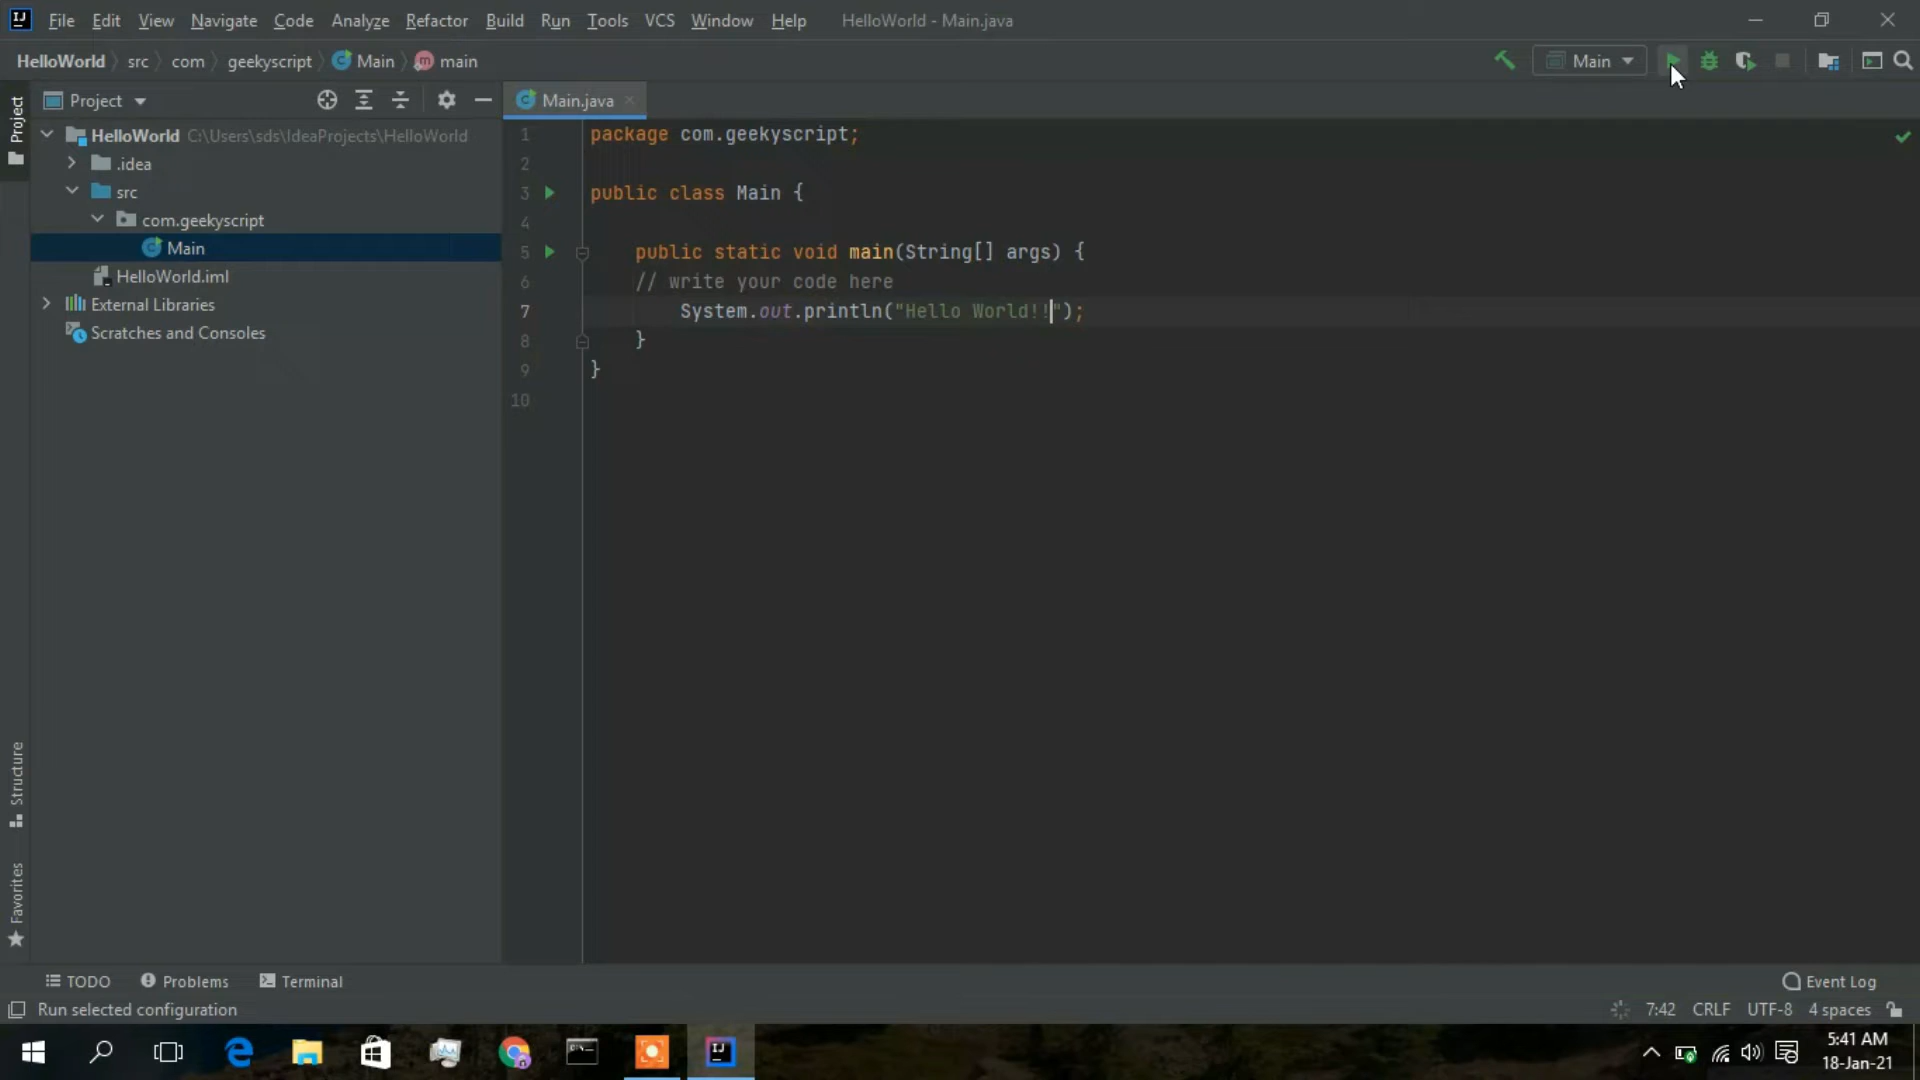 File Edit View Navigate Code Analyze Refactor Build Run Tools VCS Window Help HelloWorld - Main.java
HelloWorld src com geekyscript Main m main Main
Project
Project
Main.java
HelloWorld C:\Users\sds\IdeaProjects\HelloWorld
.idea
src
com.geekyscript
Main
HelloWorld.iml
External Libraries
Scratches and Consoles
1 package com.geekyscript;
2
3 public class Main {
4
5 public static void main(String[] args) {
6 // write your code here
7 System.out.println("Hello World!!");
8 }
9 }
10
Structure
Favorites
TODO Problems Terminal Event Log
Run selected configuration 7:42 CRLF UTF-8 4 spaces
5:41 AM
18-Jan-21